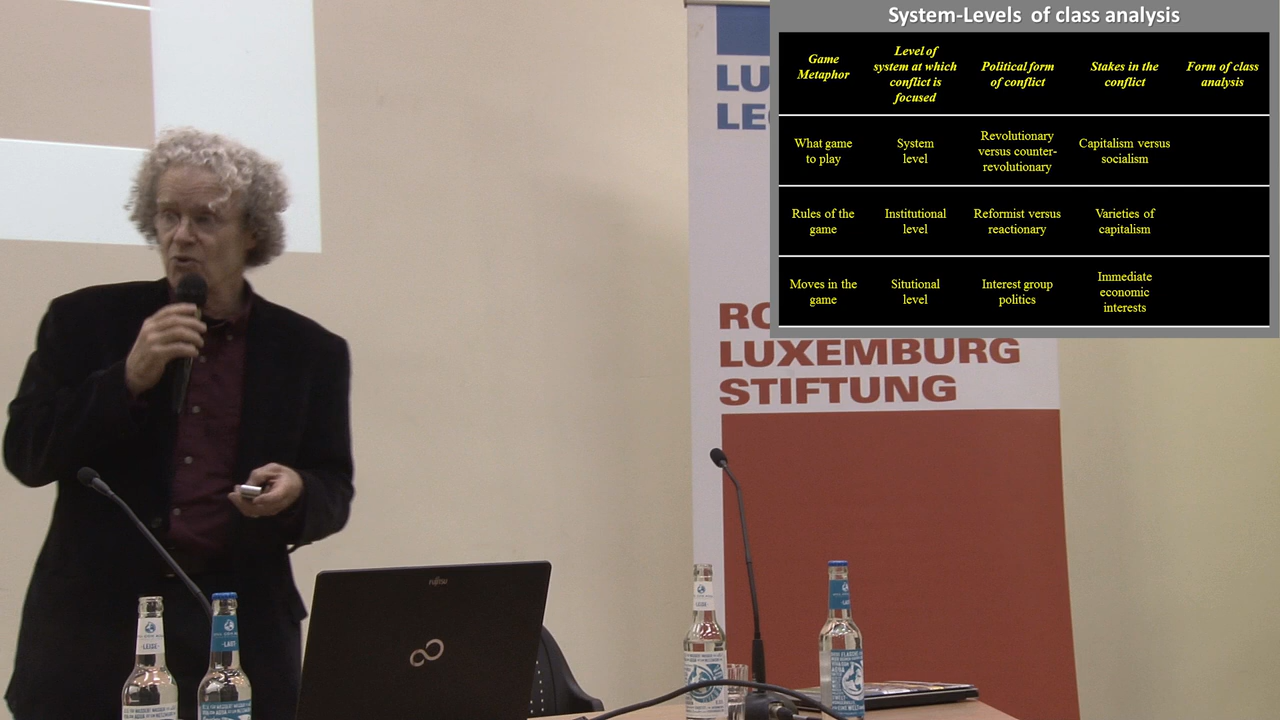 System-Levels of class analysis
Game
Metaphor
Level of
system at which
conflict is
focused
Political form
of conflict
Stakes in the
conflict
Form of class
analysis
What game
to play
System
level
Revolutionary
versus counter-
revolutionary
Capitalism versus
socialism
Rules of the
game
Institutional
level
Reformist versus
reactionary
Varieties of
capitalism
Moves in the
game
Situtional
level
Interest group
politics
Immediate
economic
interests
LU
LE
RO
LUXEMBURG
STIFTUNG
FUJITSU
LEISE
LAUT